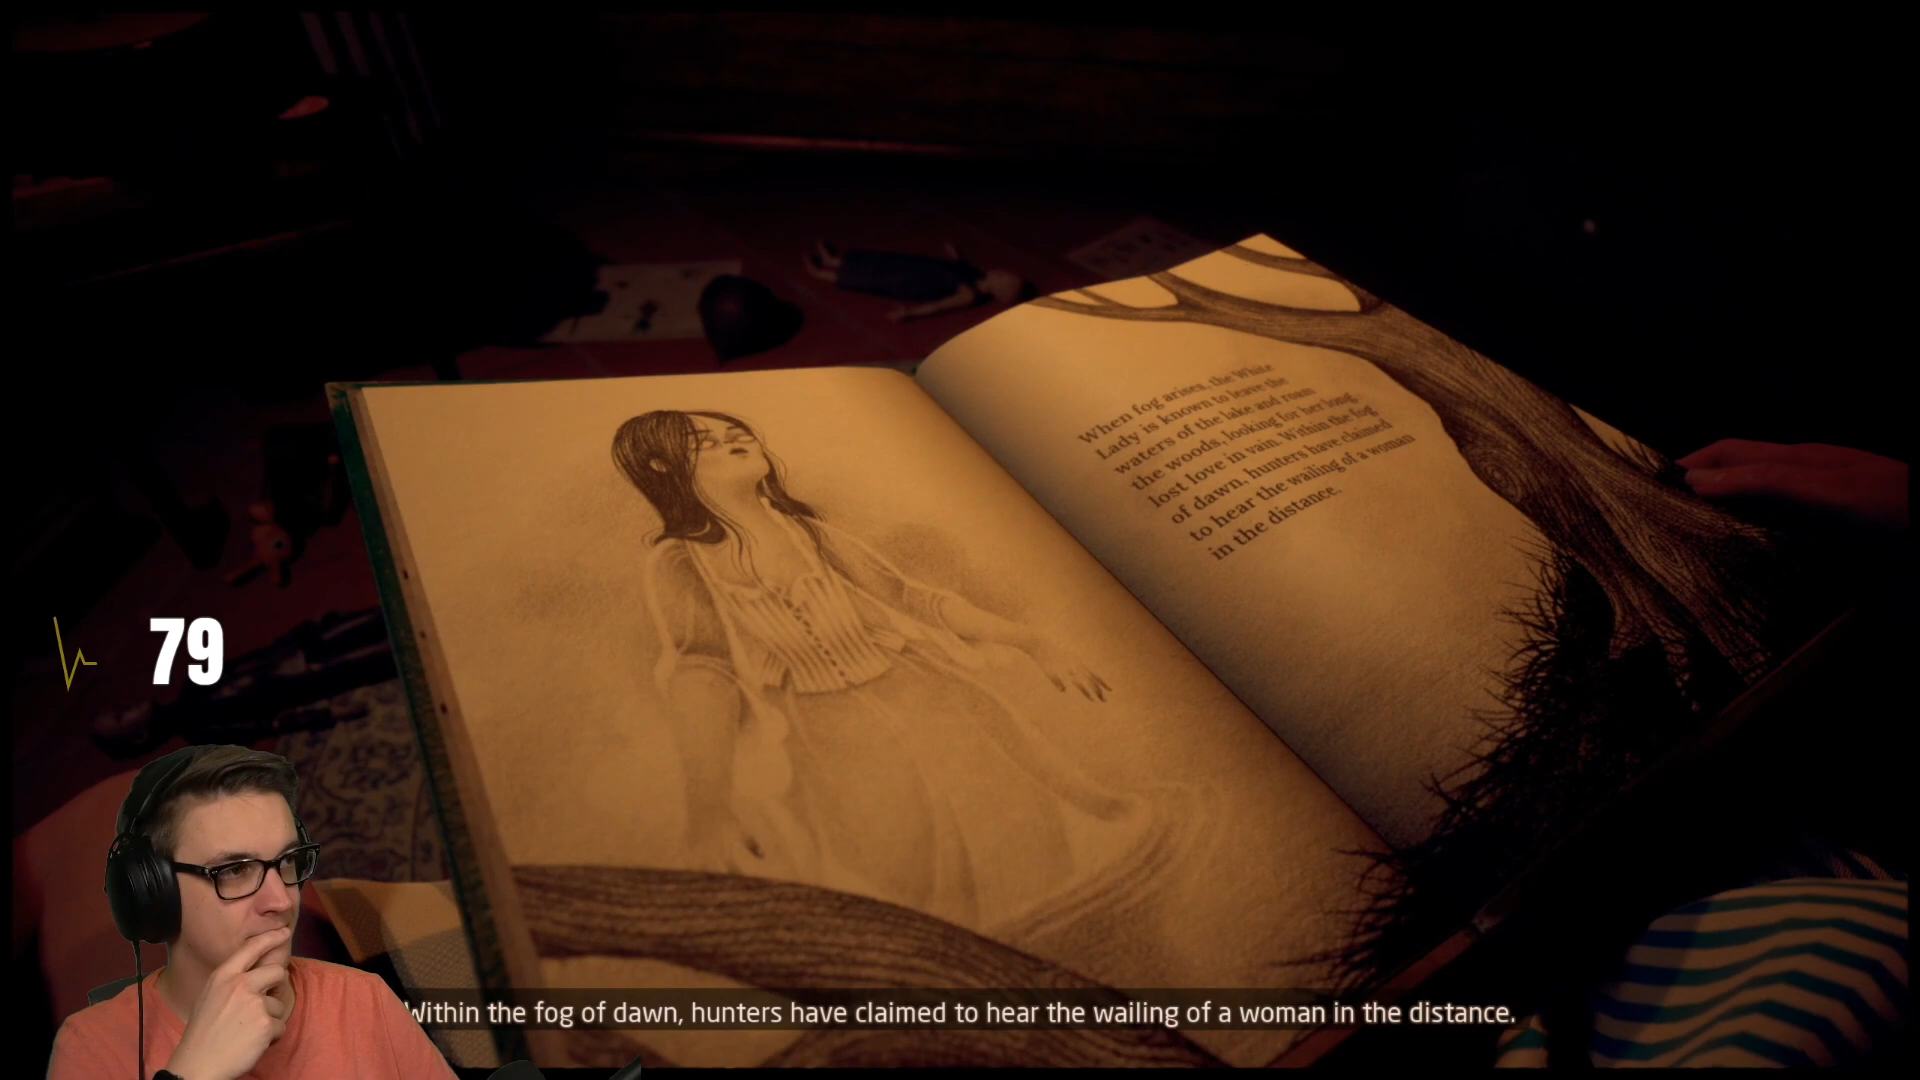 When fog arises, the White
Lady is known to leave the
waters of the lake and roam
the woods, looking for her long
lost love in vain. Within the fog
of dawn, hunters have claimed
to hear the wailing of a woman
in the distance.
79
Within the fog of dawn, hunters have claimed to hear the wailing of a woman in the distance.